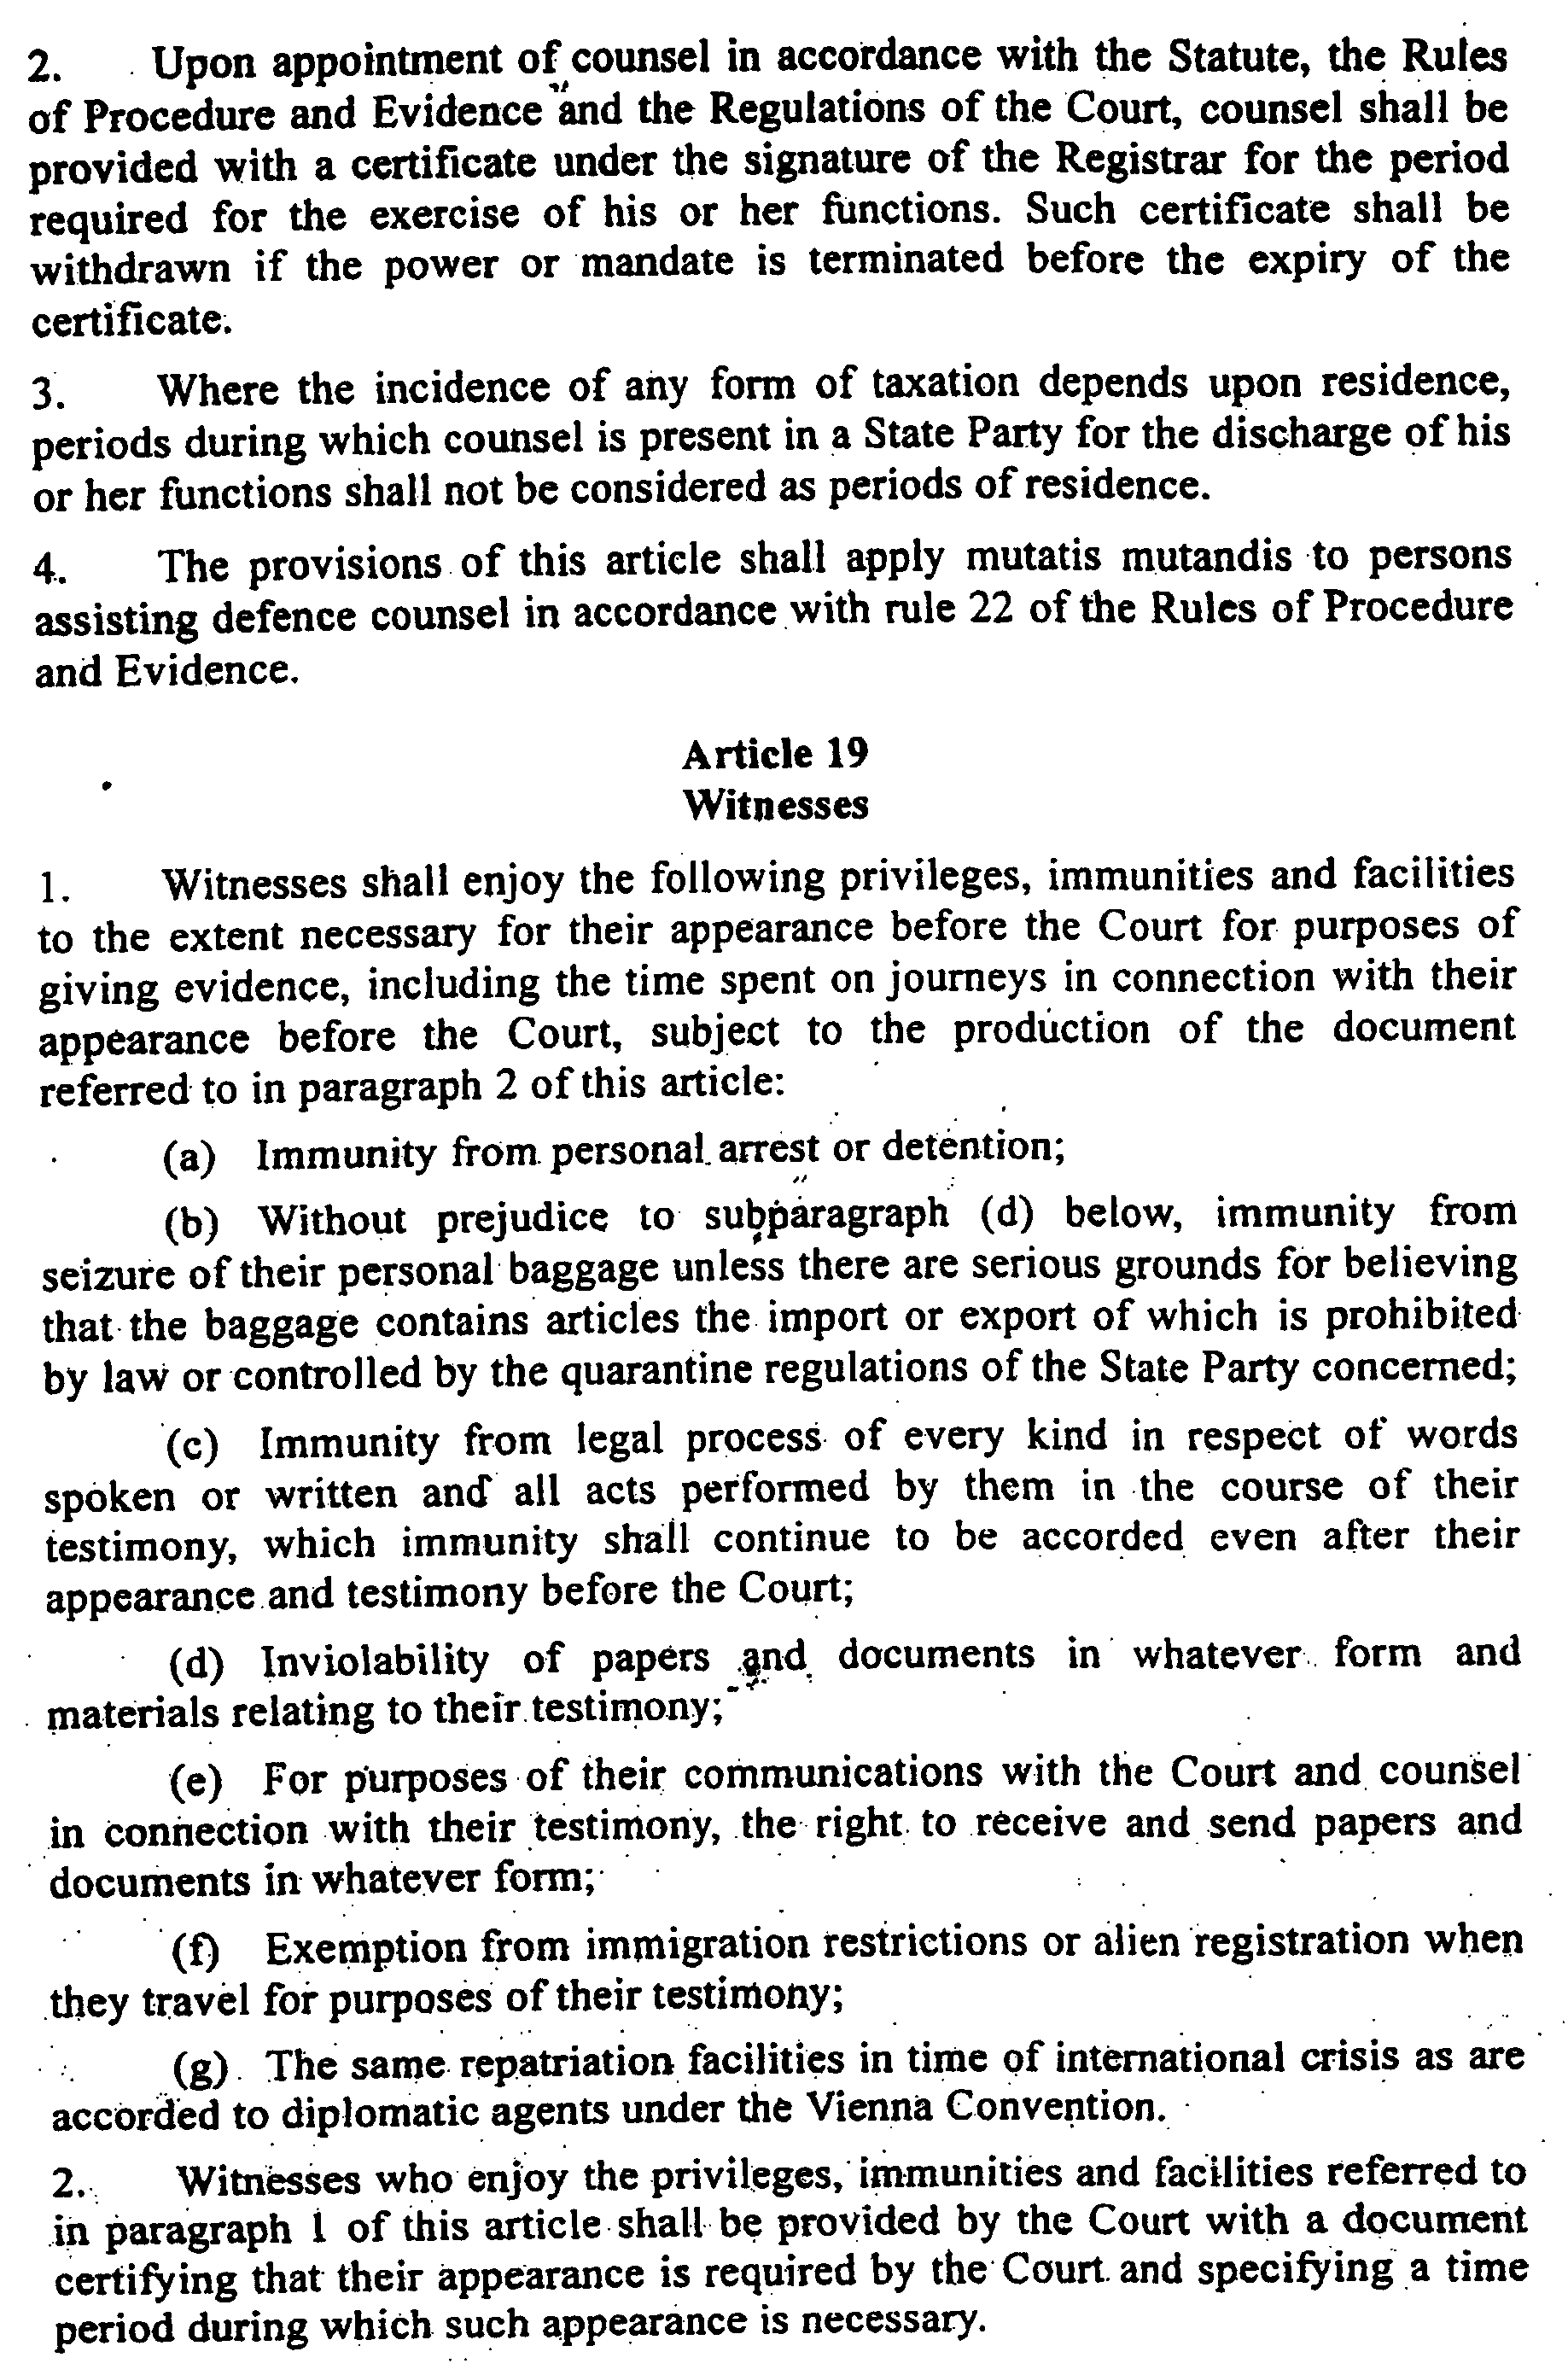 2. Upon appointment of counsel in accordance with the Statute, the Rules
of Procedure and Evidence and the Regulations of the Court, counsel shall be
provided with a certificate under the signature of the Registrar for the period
required for the exercise of his or her functions. Such certificate shall be
withdrawn if the power or mandate is terminated before the expiry of the
certificate.
3. Where the incidence of any form of taxation depends upon residence,
periods during which counsel is present in a State Party for the discharge of his
or her functions shall not be considered as periods of residence.
4. The provisions of this article shall apply mutatis mutandis to persons
assisting defence counsel in accordance with rule 22 of the Rules of Procedure
and Evidence.
Article 19
Witnesses
1. Witnesses shall enjoy the following privileges, immunities and facilities
to the extent necessary for their appearance before the Court for purposes of
giving evidence, including the time spent on journeys in connection with their
appearance before the Court, subject to the production of the document
referred to in paragraph 2 of this article:
(a) Immunity from personal arrest or detention;
(b) Without prejudice to subparagraph (d) below, immunity from
seizure of their personal baggage unless there are serious grounds for believing
that the baggage contains articles the import or export of which is prohibited
by law or controlled by the quarantine regulations of the State Party concerned;
(c) Immunity from legal process of every kind in respect of words
spoken or written and all acts performed by them in the course of their
testimony, which immunity shall continue to be accorded even after their
appearance and testimony before the Court;
(d) Inviolability of papers and documents in whatever form and
materials relating to their testimony;
(e) For purposes of their communications with the Court and counsel
in connection with their testimony, the right to receive and send papers and
documents in whatever form;
(f) Exemption from immigration restrictions or alien registration when
they travel for purposes of their testimony;
(g) The same repatriation facilities in time of international crisis as are
accorded to diplomatic agents under the Vienna Convention.
2. Witnesses who enjoy the privileges, immunities and facilities referred to
in paragraph 1 of this article shall be provided by the Court with a document
certifying that their appearance is required by the Court and specifying a time
period during which such appearance is necessary.